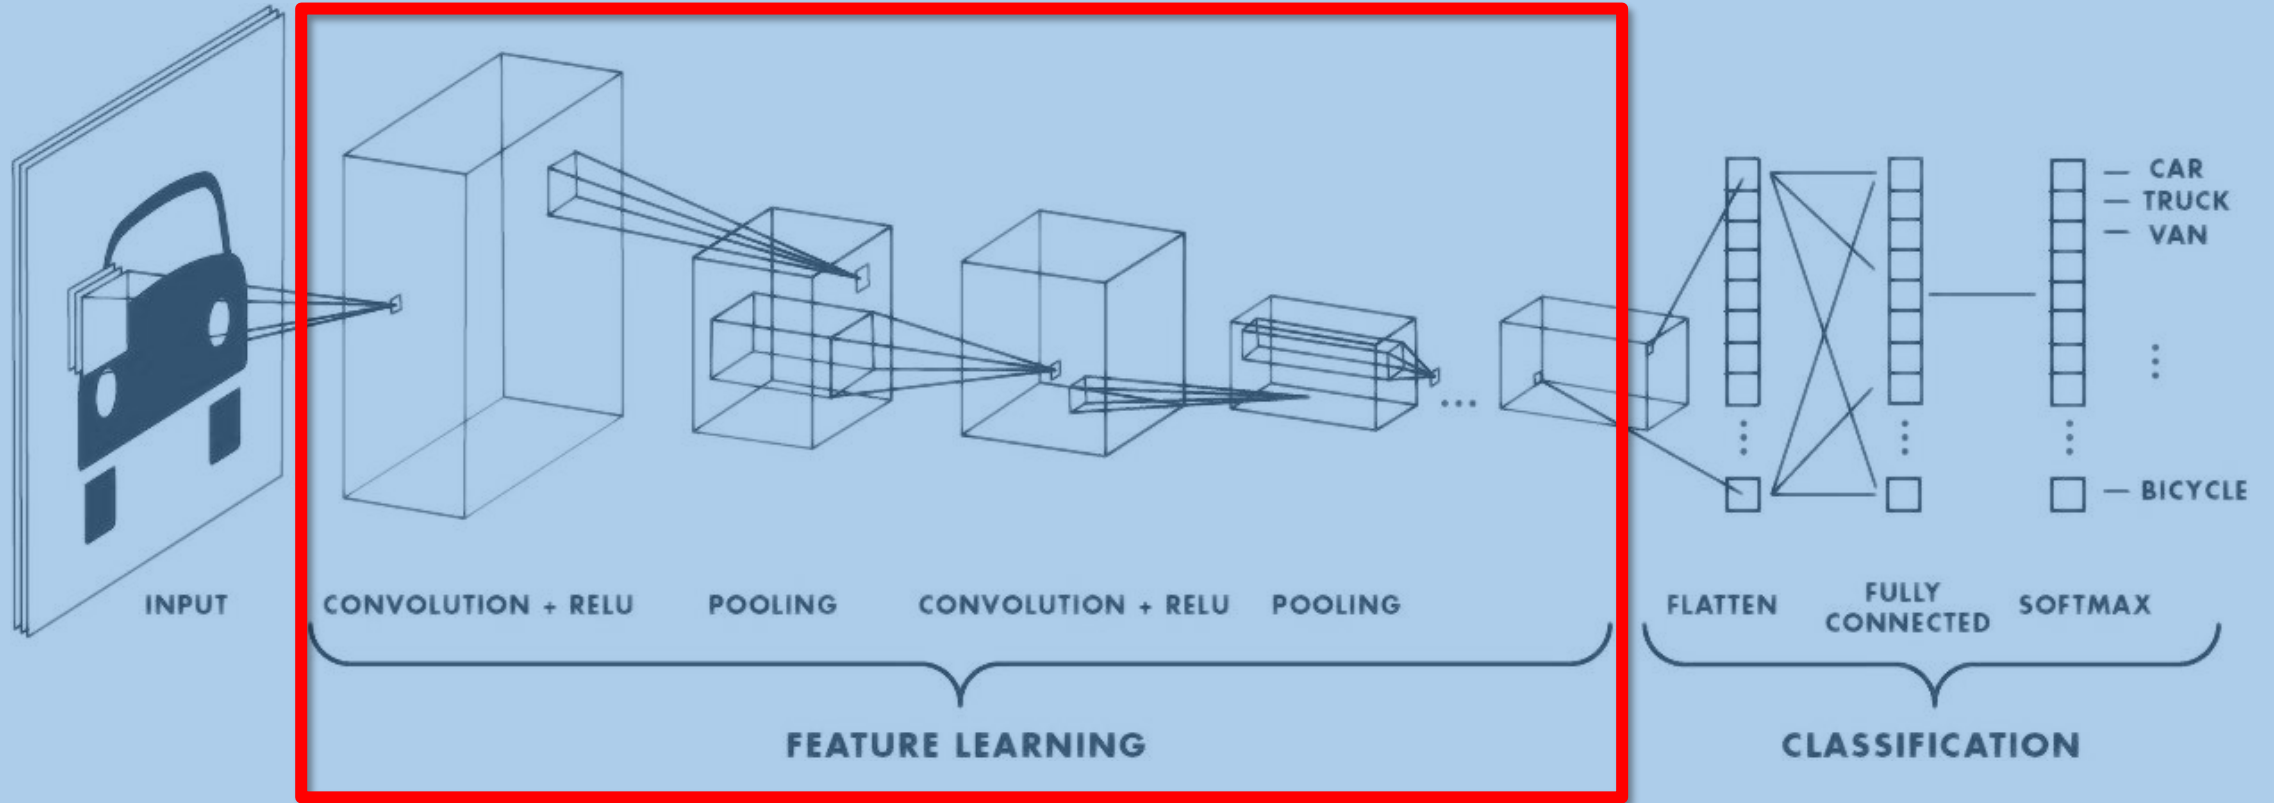 CAR
TRUCK
VAN
BICYCLE
INPUT
CONVOLUTION + RELU
POOLING
CONVOLUTION + RELU
POOLING
FLATTEN
FULLY
CONNECTED
SOFTMAX
FEATURE LEARNING
CLASSIFICATION